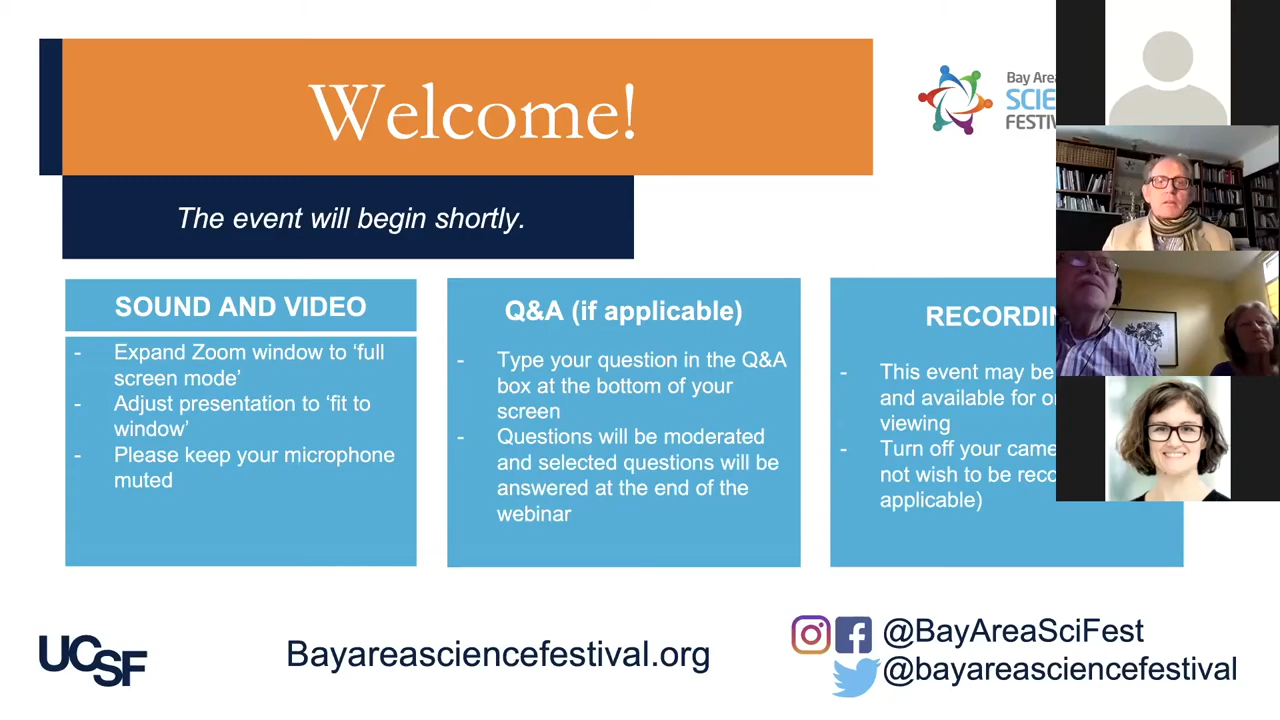 Welcome!
Bay
SCIE
FESTIV
The event will begin shortly.
SOUND AND VIDEO
- Expand Zoom window to ‘full
screen mode’
- Adjust presentation to ‘fit to
window’
- Please keep your microphone
muted
Q&A (if applicable)
- Type your question in the Q&A
box at the bottom of your
screen
- Questions will be moderated
and selected questions will be
answered at the end of the
webinar
RECORDIN
- This event may be
and available for
viewing
- Turn off your came
not wish to be reco
applicable)
UCSF
Bayareasciencefestival.org
@BayAreaSciFest
@bayareasciencefestival